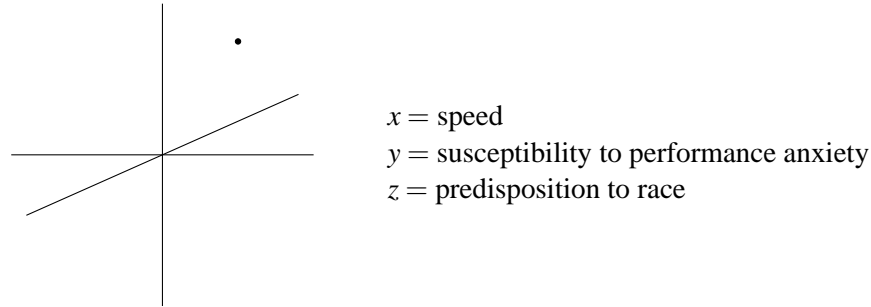 x = speed
y = susceptibility to performance anxiety
z = predisposition to race